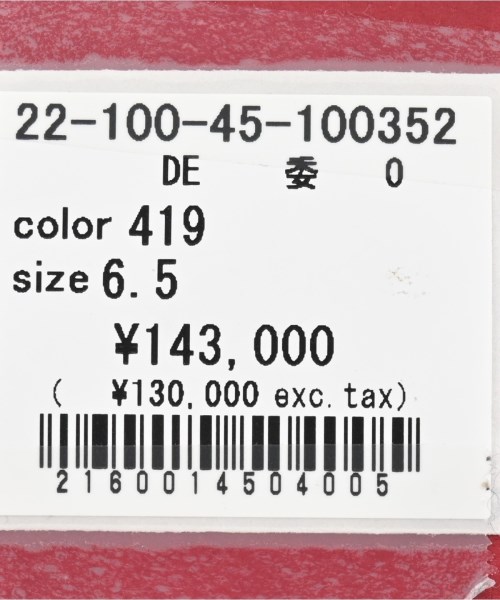 22-100-45-100352
DE 委 0
color 419
size 6.5
¥143,000
( ¥130,000 exc.tax)
2160014504005